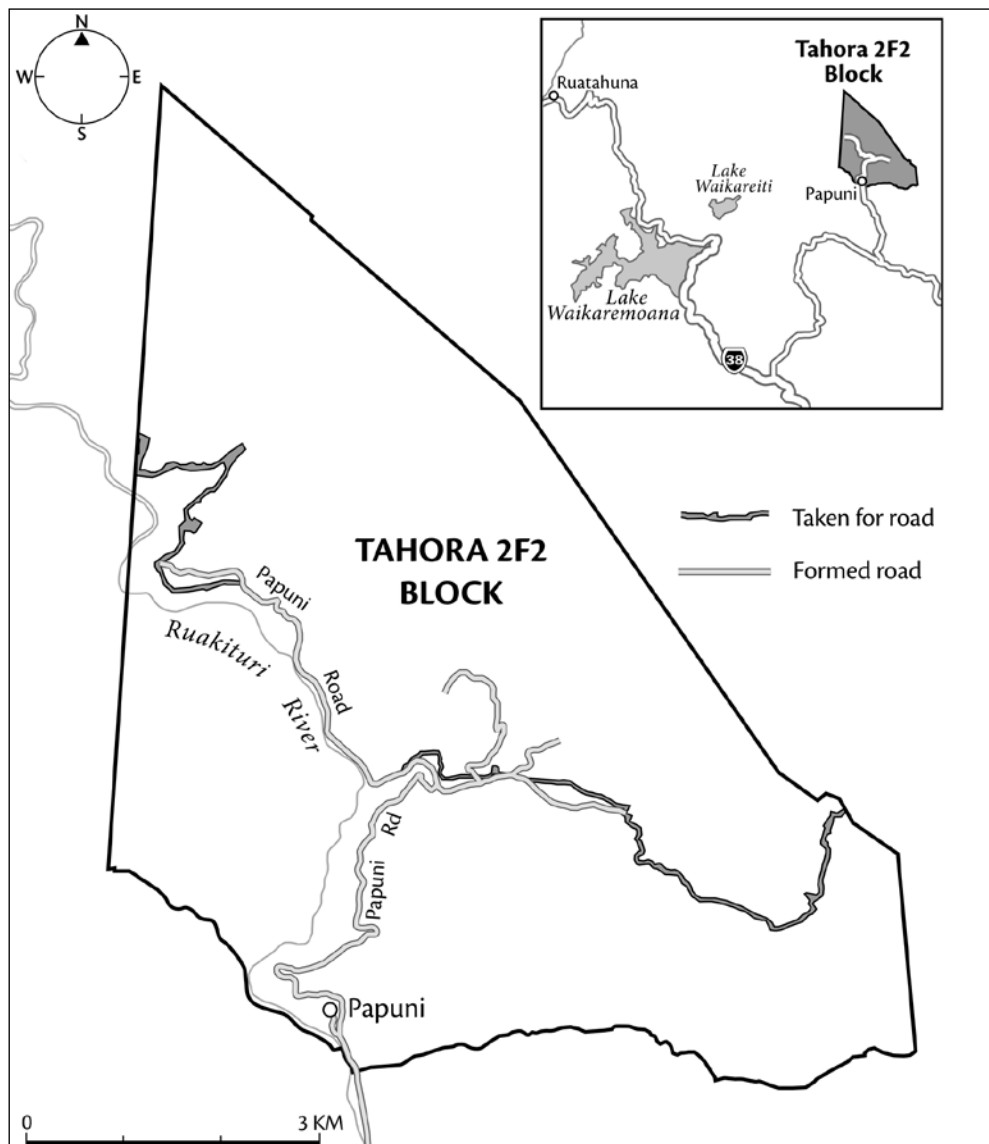 N
W
E
S
Tahora 2F2
Block
Ruatahuna
Lake
Waikareiti
Papuni
Lake
Waikaremoana
38
TAHORA 2F2
BLOCK
Taken for road
Formed road
Papuni
Road
Ruakituri
River
Papuni
Rd
Papuni
0
3 KM